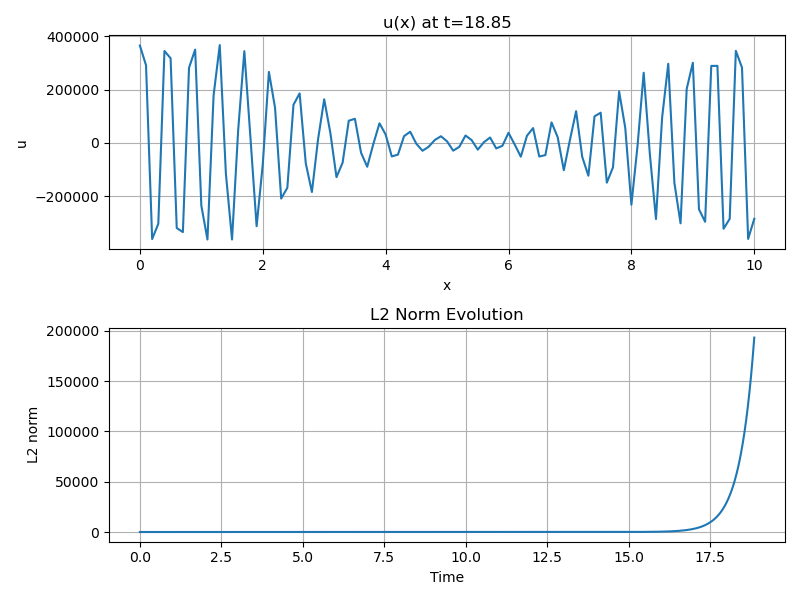 u(x) at t=18.85
400000
200000
0
−200000
u
0 2 4 6 8 10
x
L2 Norm Evolution
200000
150000
100000
50000
0
L2 norm
0.0 2.5 5.0 7.5 10.0 12.5 15.0 17.5
Time